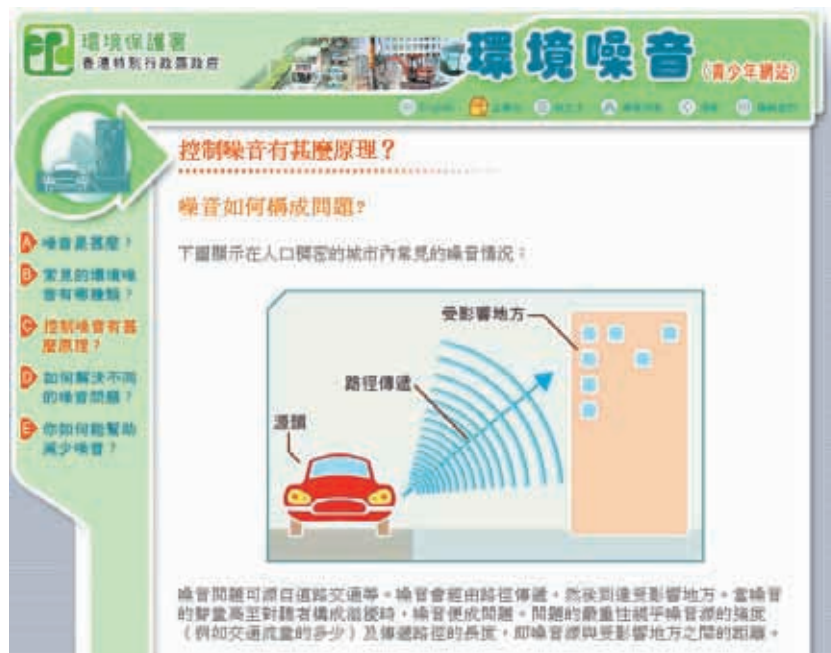 環境保護署
香港特別行政區政府
環境噪音
(青少年網站)
English
控制噪音有甚麼原理?
噪音如何構成問題?
A 噪音是甚麼?
B 常見的環境噪
音有哪幾類?
C 控制噪音有甚
麼原理?
D 如何解決不同
的噪音問題?
E 你如何能幫助
減少噪音?
下圖顯示在人口稠密的城市內常見的噪音情況:
受影響地方
路徑傳遞
源頭
噪音問題可源自道路交通等。噪音會經由路徑傳遞,然後到達受影響地方。當噪音
的聲量高至對聽者構成滋擾時,噪音便成問題。問題的嚴重性視乎噪音源的強度
(例如交通流量的多少)及傳遞路徑的長度,即噪音源與受影響地方之間的距離。